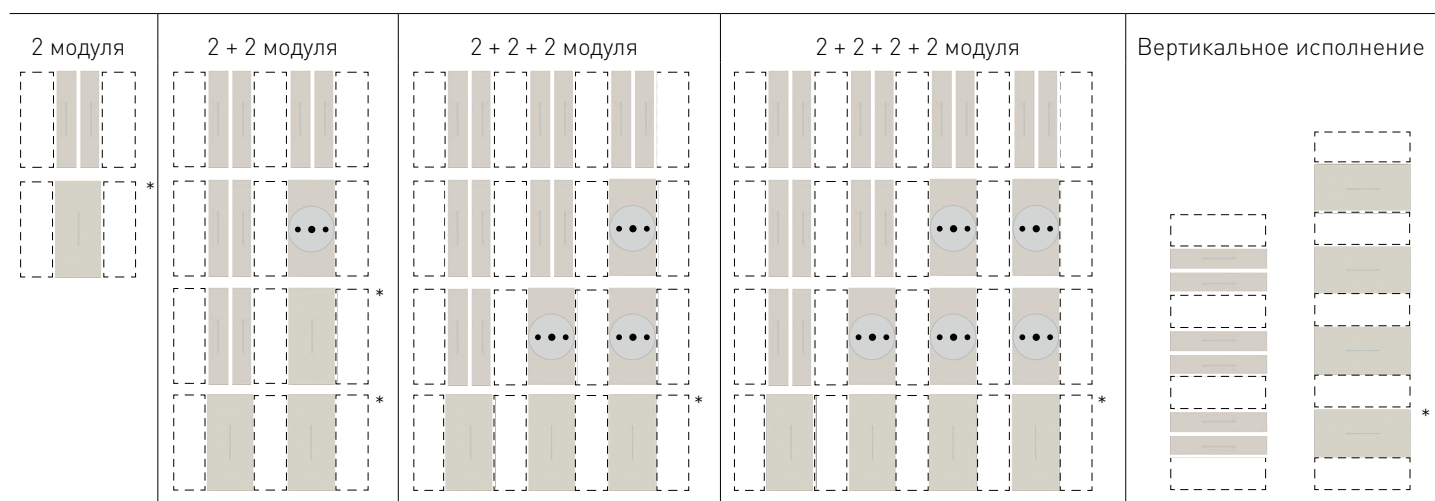 2 модуля
2 + 2 модуля
2 + 2 + 2 модуля
2 + 2 + 2 + 2 модуля
Вертикальное исполнение
*
*
*
*
*
*